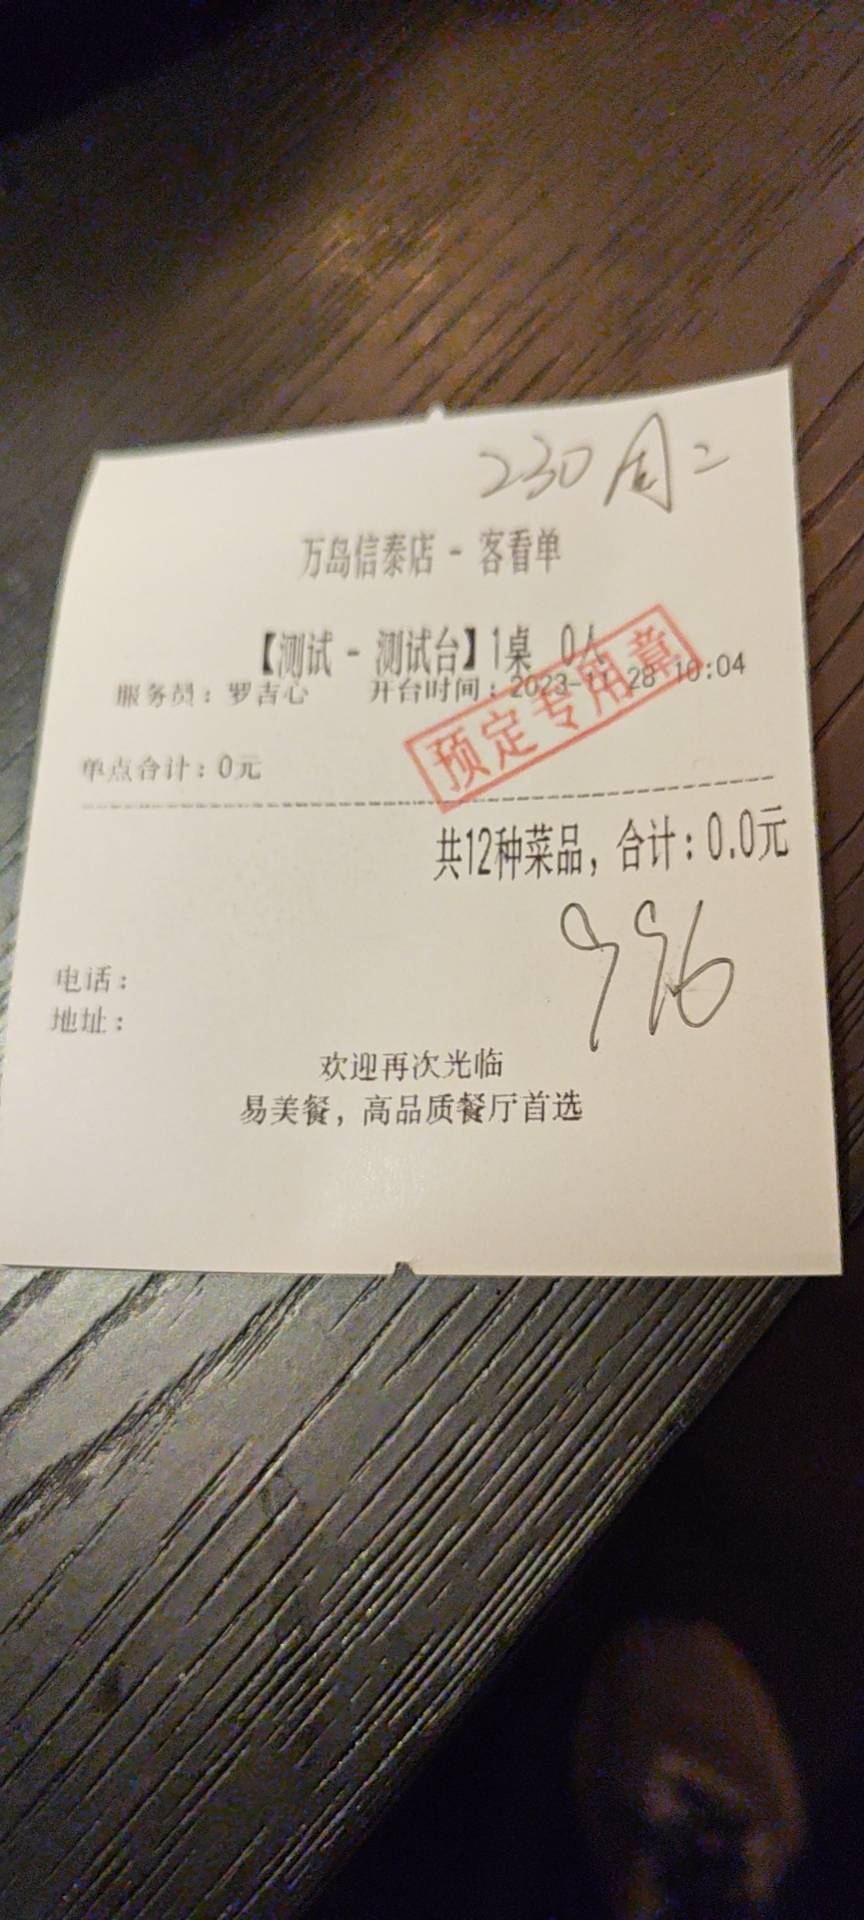 230周二
万岛信泰店 - 客看单
【测试 - 测试台】1桌 0人
服务员：罗吉心 开台时间：2023-11-28 10:04
预定专用章
单点合计：0元
共12种菜品，合计：0.0元
996
电话：
地址：
欢迎再次光临
易美餐，高品质餐厅首选